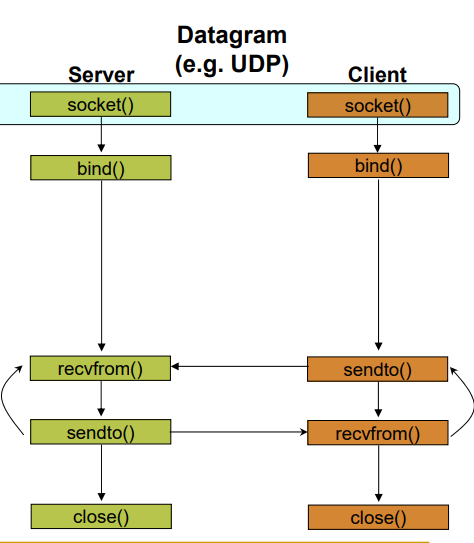 Datagram
(e.g. UDP)
Server
Client
socket()
socket()
bind()
bind()
recvfrom()
sendto()
sendto()
recvfrom()
close()
close()